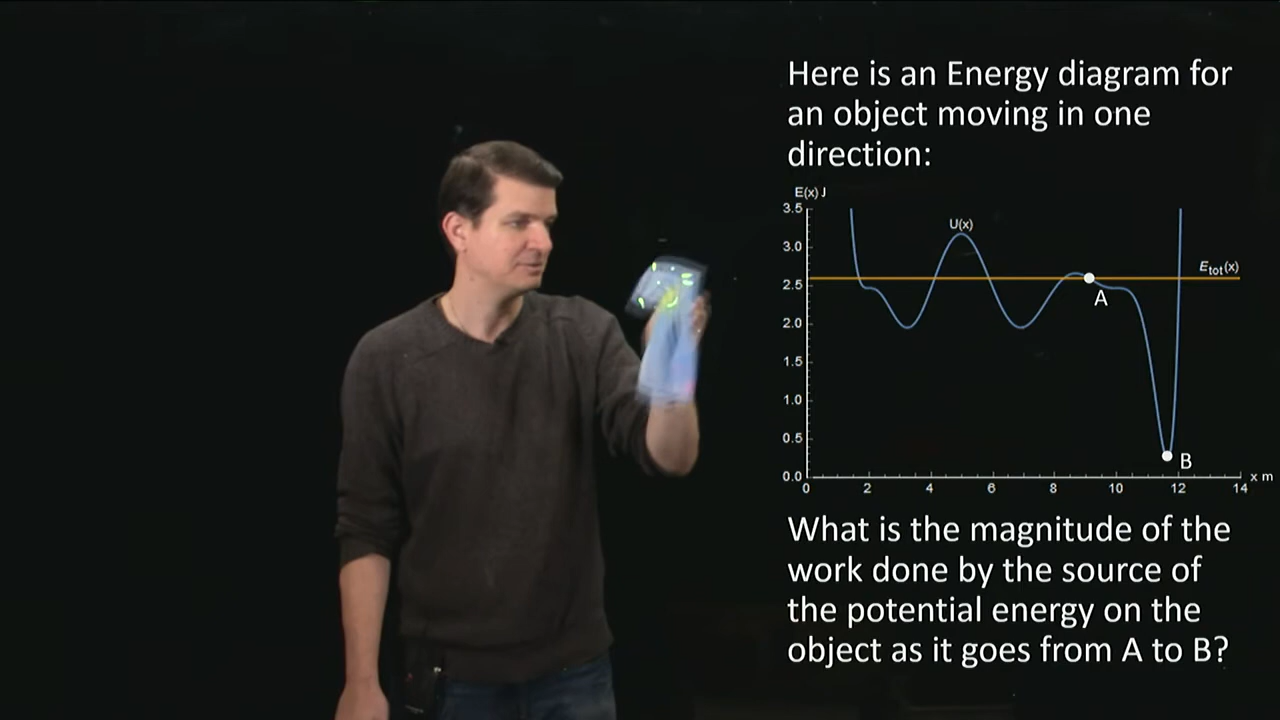 Here is an Energy diagram for
an object moving in one
direction:
E(x) J
3.5
3.0
2.5
2.0
1.5
1.0
0.5
0.0
U(x)
E_tot(x)
A
B
0 2 4 6 8 10 12 14 x m
What is the magnitude of the
work done by the source of
the potential energy on the
object as it goes from A to B?